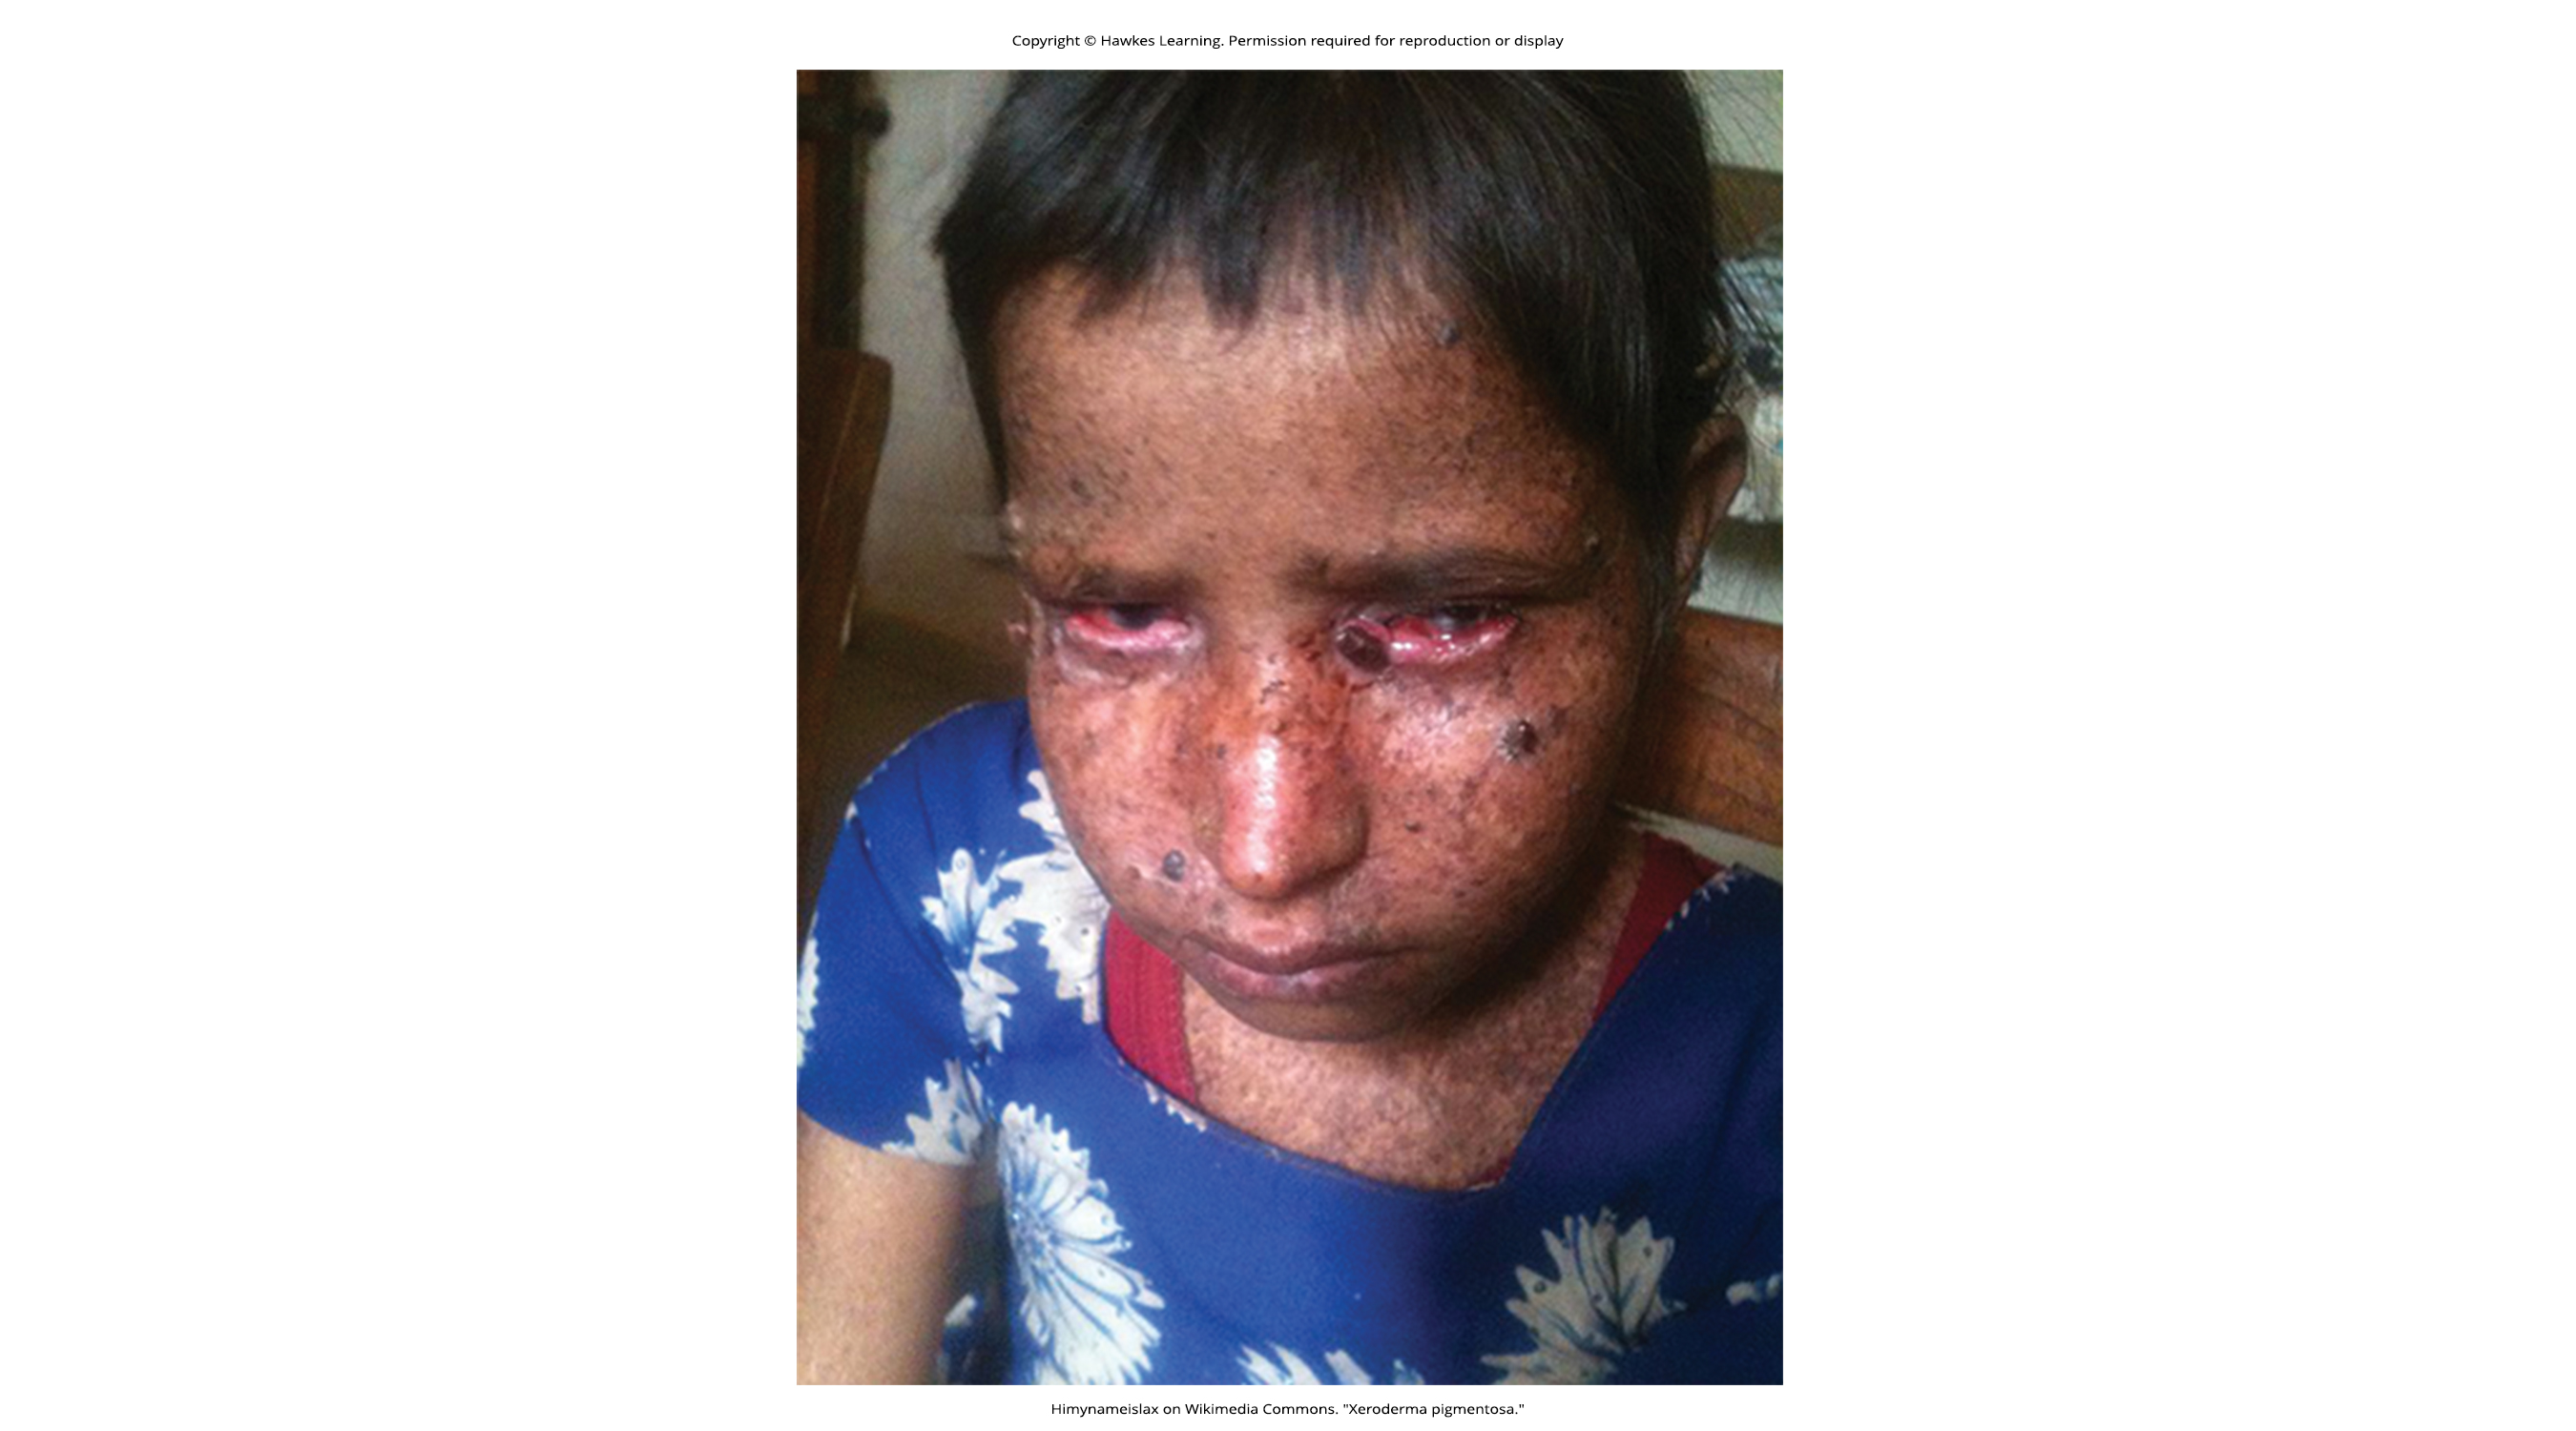 Copyright © Hawkes Learning. Permission required for reproduction or display
Himynameislax on Wikimedia Commons. "Xeroderma pigmentosa."